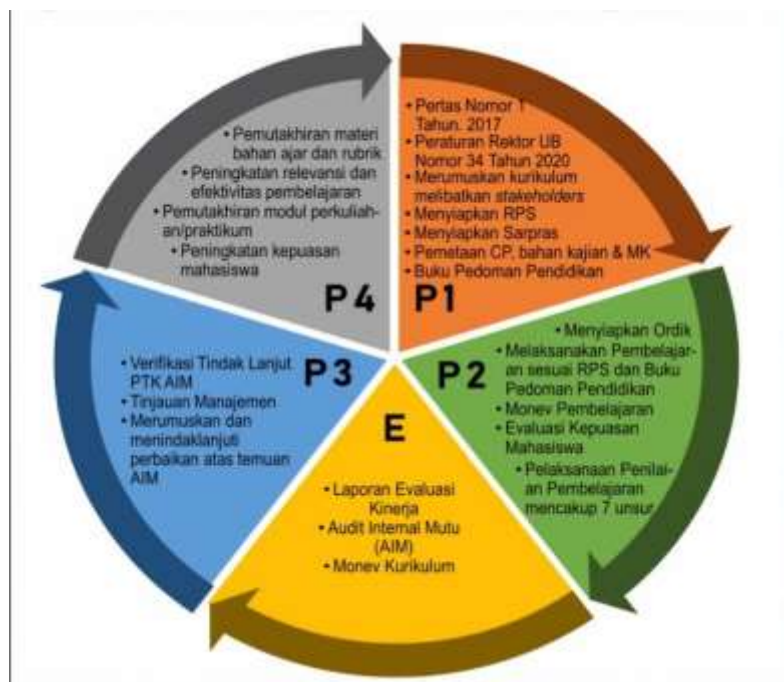 • Pertas Nomor 1
Tahun. 2017
• Peraturan Rektor UB
Nomor 34 Tahun 2020
• Merumuskan kurikulum
melibatkan stakeholders
• Menyiapkan RPS
• Menyiapkan Sarpras
• Pemetaan CP, bahan kajian & MK
• Buku Pedoman Pendidikan
P1
• Menyiapkan Ordik
• Melaksanakan Pembelajar-
an sesuai RPS dan Buku
Pedoman Pendidikan
• Monev Pembelajaran
• Evaluasi Kepuasan
Mahasiswa
• Pelaksanaan Penilai-
an Pembelajaran
mencakup 7 unsur
P2
E
• Laporan Evaluasi
Kinerja
• Audit Internal Mutu
(AIM)
• Monev Kurikulum
P3
• Verifikasi Tindak Lanjut
PTK AIM
• Tinjauan Manajemen
• Merumuskan dan
menindaklanjuti
perbaikan atas temuan
AIM
• Pemutakhiran materi
bahan ajar dan rubrik
• Peningkatan relevansi dan
efektivitas pembelajaran
• Pemutakhiran modul perkuliah-
an/praktikum
• Peningkatan kepuasan
mahasiswa
P4